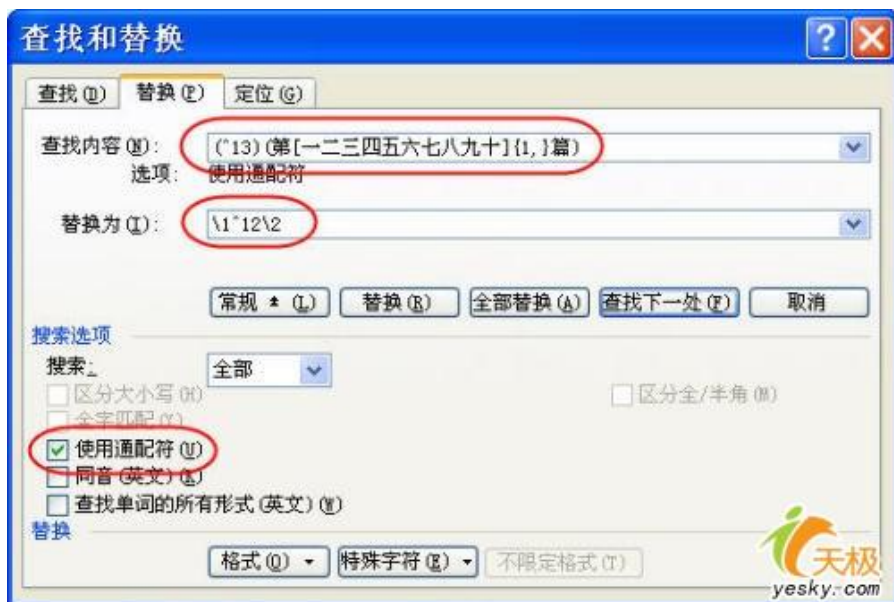 查找和替换
查找(D) 替换(P) 定位(G)
查找内容(N): (^13)(第[一二三四五六七八九十]{1,}篇)
选项: 使用通配符
替换为(I): \1^12\2
常规 (L) 替换(R) 全部替换(A) 查找下一处(F) 取消
搜索选项
搜索: 全部
区分大小写(H) 区分全/半角(M)
全字匹配(Y)
使用通配符(U)
同音(英文)(K)
查找单词的所有形式(英文)(W)
替换
格式(O) 特殊字符(E) 不限定格式(T)
天极
yesky.com